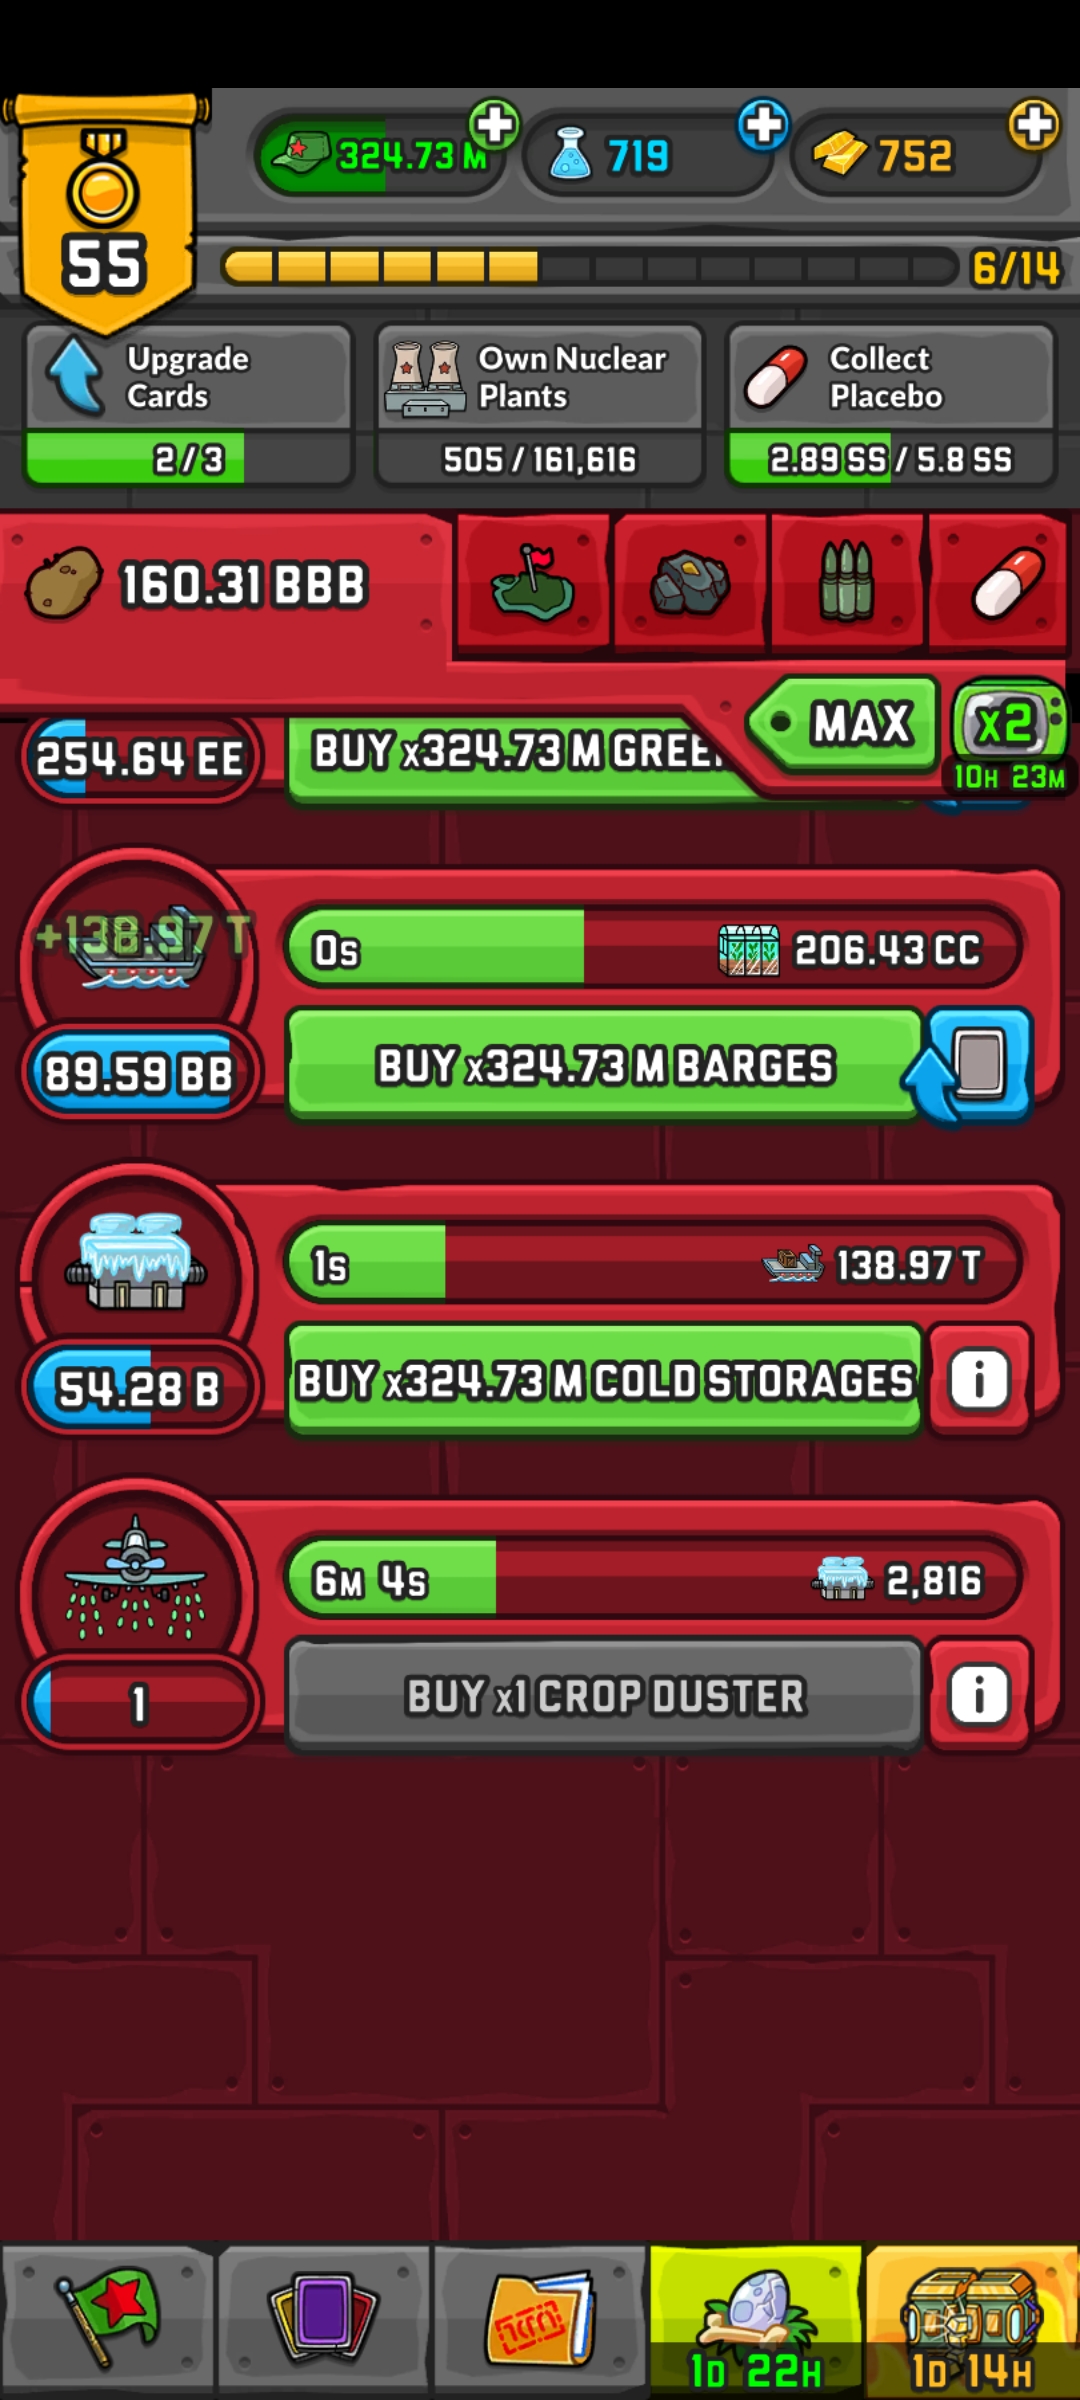 324.73 M
719
752
55
6/14
Upgrade
Cards
2/3
Own Nuclear
Plants
505/161,616
Collect
Placebo
2.89 SS / 5.8 SS
160.31 BBB
MAX
x2
10H 23M
254.64 EE
BUY x324.73 M GREE
+138.97 T
0s
206.43 CC
89.59 BB
BUY x324.73 M BARGES
1s
138.97 T
54.28 B
BUY x324.73 M COLD STORAGES
i
6M 4s
2,816
1
BUY x1 CROP DUSTER
i
1D 22H
1D 14H